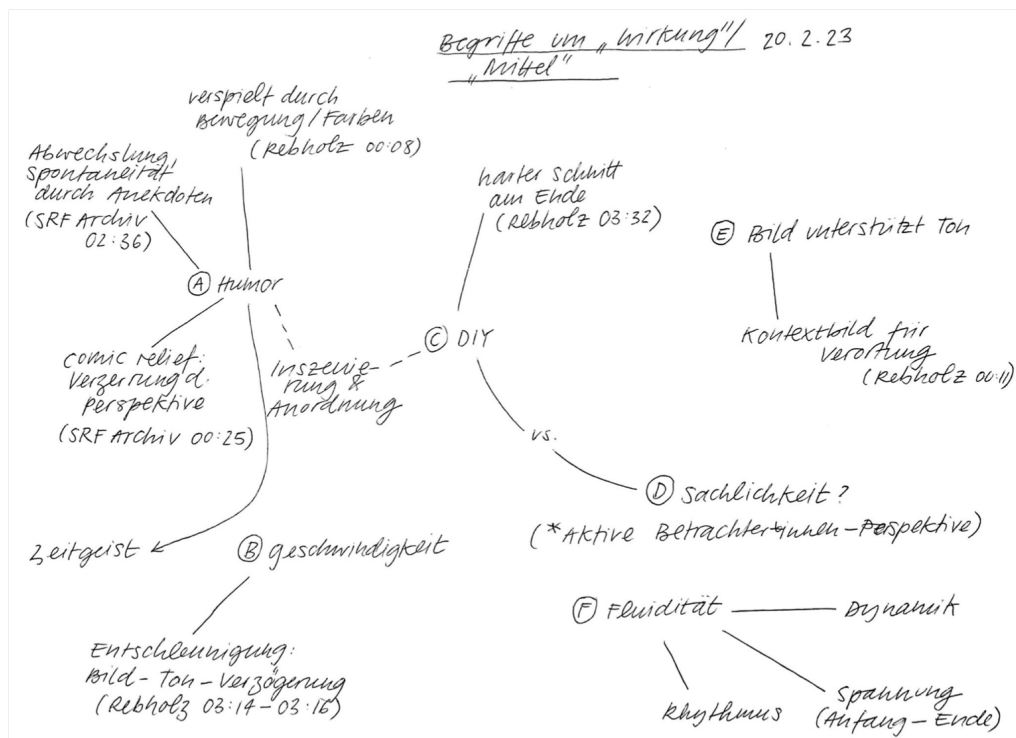 Begriffe um „Wirkung"/ 20.2.23
„Mittel"
verspielt durch
Bewegung/Farben
(Rebholz 00:08)
Abwechslung,
Spontaneität
durch Anekdoten
(SRF Archiv
02:36)
harter Schnitt
am Ende
(Rebholz 03:32)
Ⓔ Bild unterstützt Ton
Ⓐ Humor
Kontextbild für
Verortung
(Rebholz 00:11)
Ⓒ DIY
comic relief:
Verzerrung d.
Perspektive
(SRF Archiv 00:25)
Inszenie-
rung &
Anordnung
vs.
Ⓓ Sachlichkeit?
(*Aktive Betrachter*innen-Perspektive)
Zeitgeist
Ⓑ Geschwindigkeit
Entschleunigung:
Bild-Ton-Verzögerung
(Rebholz 03:14-03:16)
Ⓕ Fluidität
Dynamik
Rhythmus
Spannung
(Anfang-Ende)